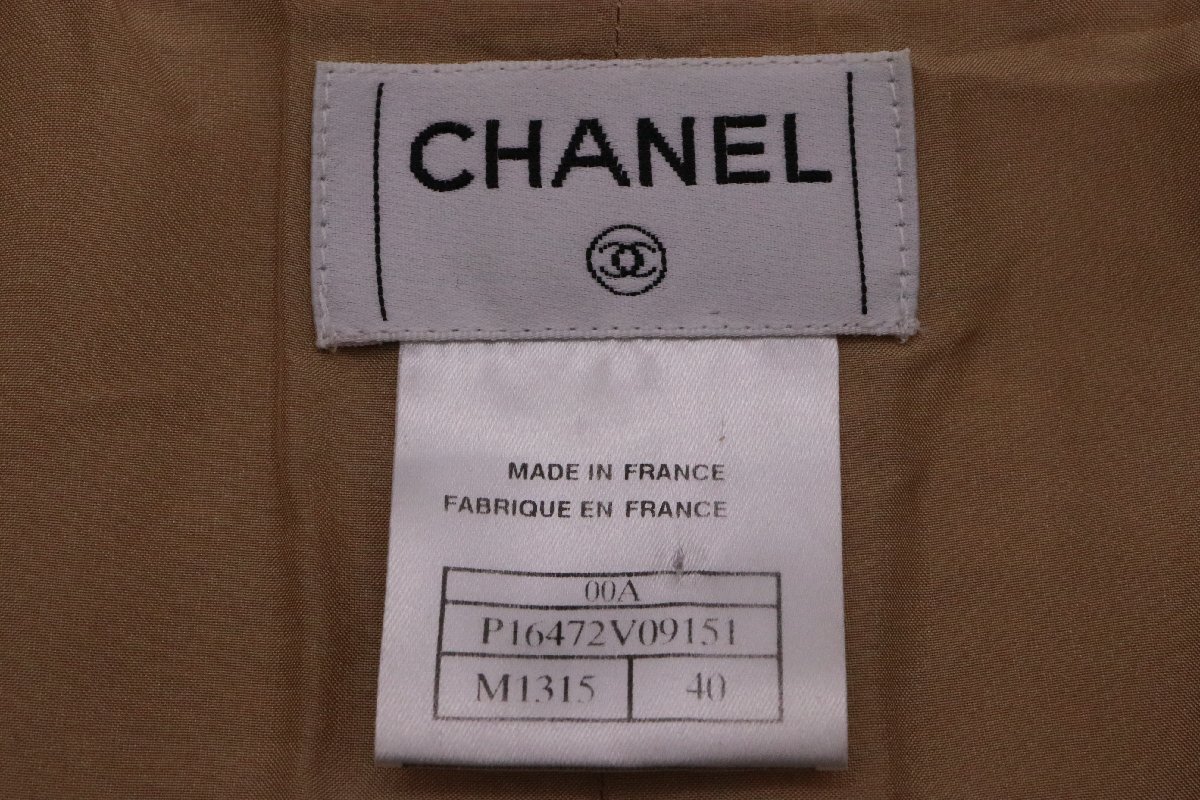 CHANEL
MADE IN FRANCE
FABRIQUE EN FRANCE
00A
P16472V09151
M1315 40